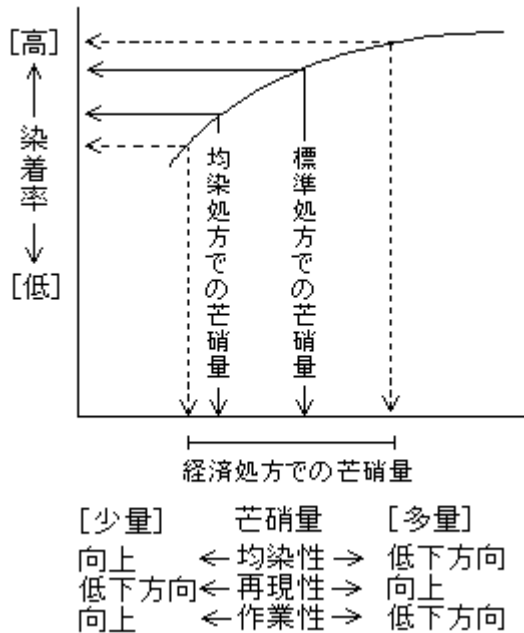 [高]
染着率
[低]
均染処方での芒硝量
標準処方での芒硝量
経済処方での芒硝量
[少量] 芒硝量 [多量]
向上 ←均染性→ 低下方向
低下方向←再現性→ 向上
向上 ←作業性→ 低下方向